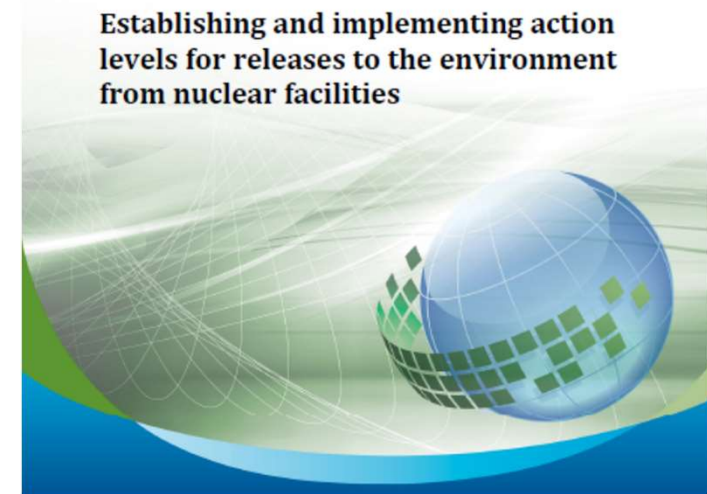 Establishing and implementing action
levels for releases to the environment
from nuclear facilities